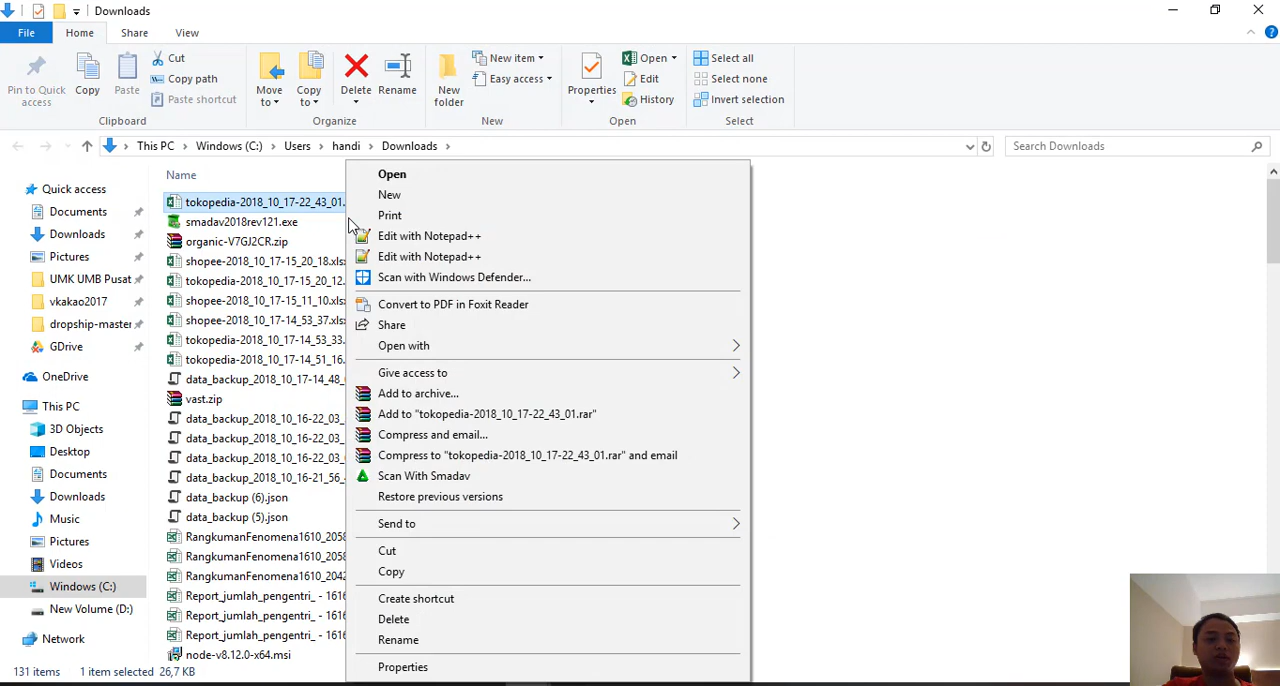 Downloads
File Home Share View
Pin to Quick access
Copy
Paste
Cut
Copy path
Paste shortcut
Clipboard
Move to
Copy to
Delete
Rename
Organize
New folder
New item
Easy access
New
Properties
Open
Edit
History
Open
Select all
Select none
Invert selection
Select
This PC > Windows (C:) > Users > handi > Downloads >
Search Downloads
Quick access
Documents
Downloads
Pictures
UMK UMB Pusat
vkakao2017
dropship-master
GDrive
OneDrive
This PC
3D Objects
Desktop
Documents
Downloads
Music
Pictures
Videos
Windows (C:)
New Volume (D:)
Network
Name
tokopedia-2018_10_17-22_43_01.
smadav2018rev121.exe
organic-V7GJ2CR.zip
shopee-2018_10_17-15_20_18.xlsx
tokopedia-2018_10_17-15_20_12.
shopee-2018_10_17-15_11_10.xlsx
shopee-2018_10_17-14_53_37.xlsx
tokopedia-2018_10_17-14_53_33.
tokopedia-2018_10_17-14_51_16.
data_backup_2018_10_17-14_48_
vast.zip
data_backup_2018_10_16-22_03_
data_backup_2018_10_16-22_03_
data_backup_2018_10_16-22_03_
data_backup_2018_10_16-21_56_
data_backup (6).json
data_backup (5).json
RangkumanFenomena1610_2058
RangkumanFenomena1610_2058
RangkumanFenomena1610_2042
Report_jumlah_pengentri_ - 1616
Report_jumlah_pengentri_ - 1616
Report_jumlah_pengentri_ - 1616
node-v8.12.0-x64.msi
Open
New
Print
Edit with Notepad++
Edit with Notepad++
Scan with Windows Defender...
Convert to PDF in Foxit Reader
Share
Open with
Give access to
Add to archive...
Add to "tokopedia-2018_10_17-22_43_01.rar"
Compress and email...
Compress to "tokopedia-2018_10_17-22_43_01.rar" and email
Scan With Smadav
Restore previous versions
Send to
Cut
Copy
Create shortcut
Delete
Rename
Properties
131 items 1 item selected 26,7 KB